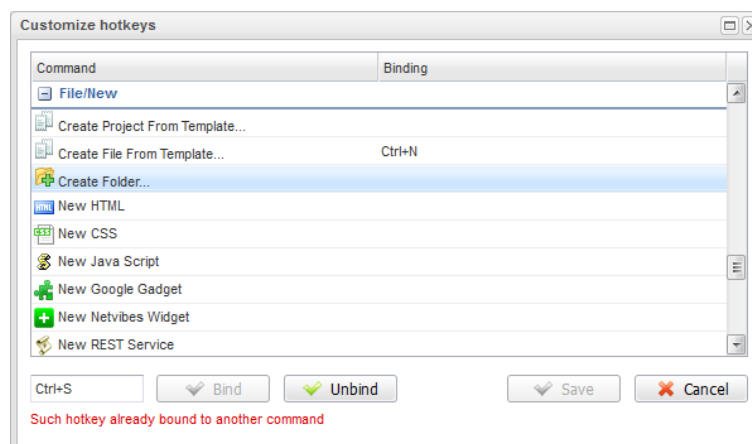 Customize hotkeys
Command Binding
File/New
Create Project From Template...
Create File From Template... Ctrl+N
Create Folder...
HTML New HTML
New CSS
New Java Script
New Google Gadget
New Netvibes Widget
New REST Service
Ctrl+S Bind Unbind Save Cancel
Such hotkey already bound to another command